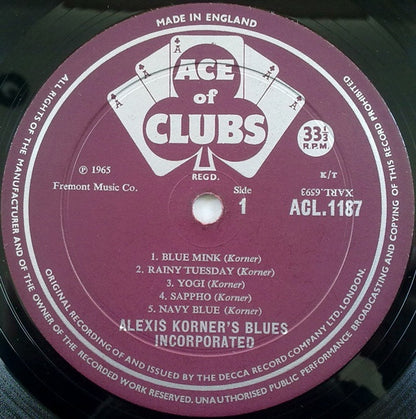 MADE IN ENGLAND
ALL RIGHTS OF THE MANUFACTURER AND OF THE OWNER OF THE RECORDED WORK RESERVED. UNAUTHORISED PUBLIC PERFORMANCE BROADCASTING AND COPYING OF THIS RECORD PROHIBITED
A A A A
ACE
of
CLUBS
REGD.
33 1/3
R.P.M.
℗ 1965
Fremont Music Co.
Side
1
K/T
XARL.6593
ACL.1187
1. BLUE MINK (Korner)
2. RAINY TUESDAY (Korner)
3. YOGI (Korner)
4. SAPPHO (Korner)
5. NAVY BLUE (Korner)
ALEXIS KORNER'S BLUES
INCORPORATED
ORIGINAL RECORDING OF AND ISSUED BY THE DECCA RECORD COMPANY LTD. LONDON.